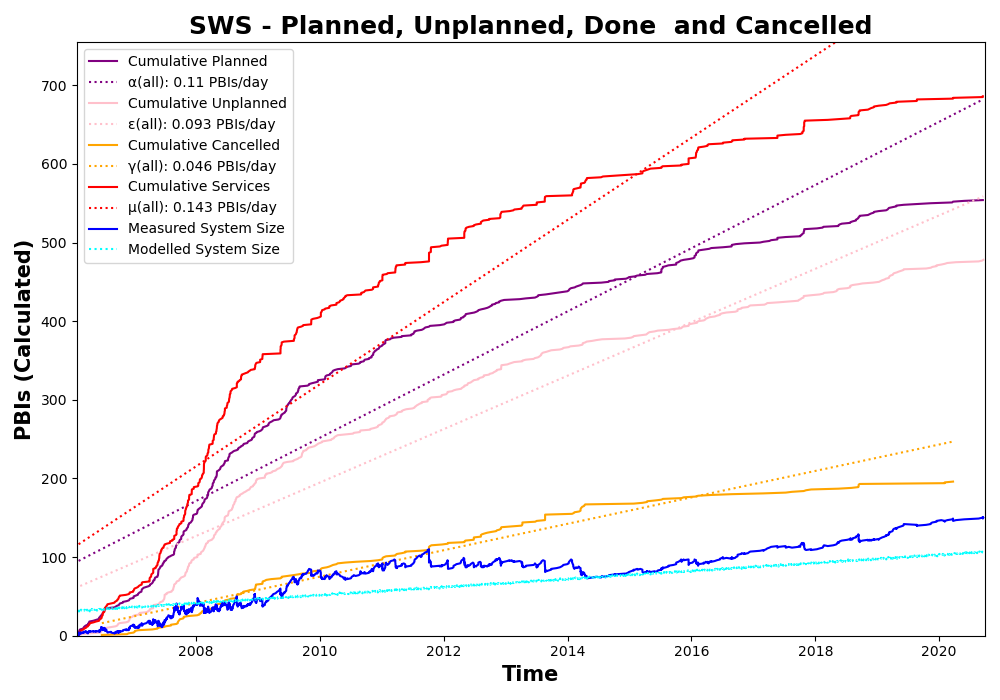 SWS - Planned, Unplanned, Done  and Cancelled
PBIs (Calculated)
700
600
500
400
300
200
100
0
Cumulative Planned
α(all): 0.11 PBIs/day
Cumulative Unplanned
ε(all): 0.093 PBIs/day
Cumulative Cancelled
γ(all): 0.046 PBIs/day
Cumulative Services
μ(all): 0.143 PBIs/day
Measured System Size
Modelled System Size
2008 2010 2012 2014 2016 2018 2020
Time